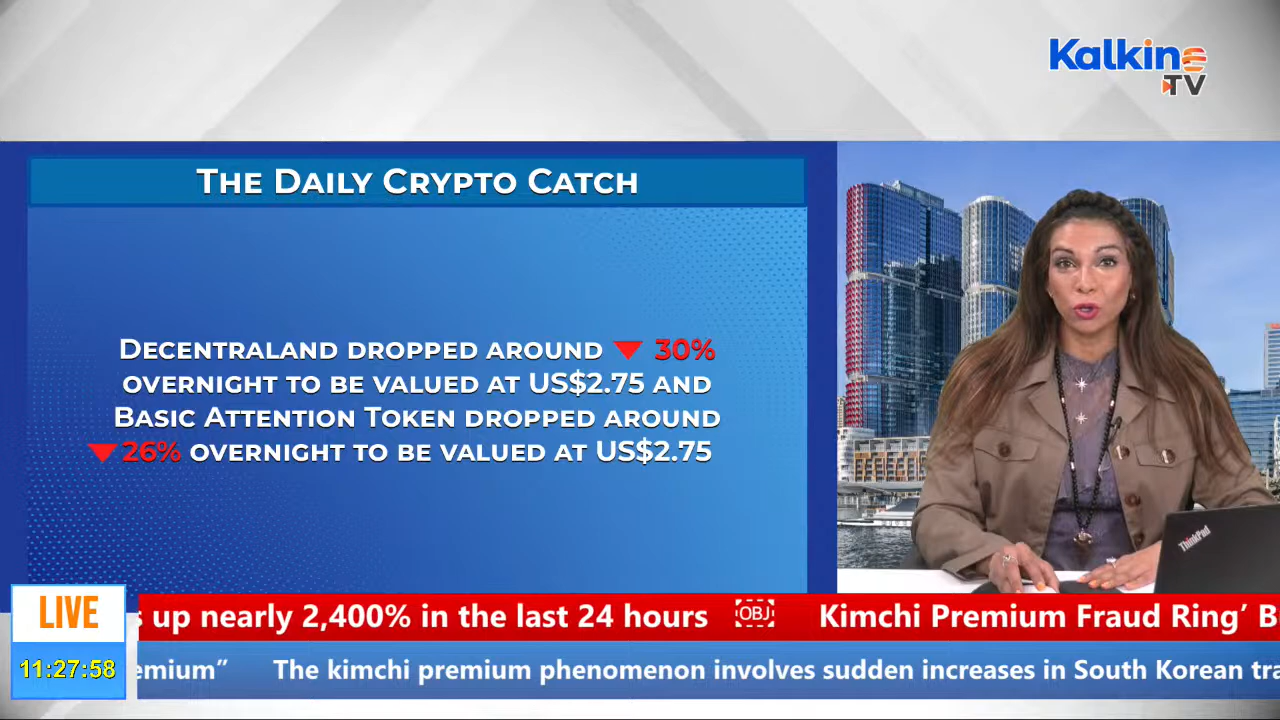 Kalkine
TV
The Daily Crypto Catch
Decentraland dropped around 30%
overnight to be valued at US$2.75 and
Basic Attention Token dropped around
26% overnight to be valued at US$2.75
ThinkPad
LIVE
up nearly 2,400% in the last 24 hours OBJ Kimchi Premium Fraud Ring’
11:27:58
The kimchi premium phenomenon involves sudden increases in South Korean